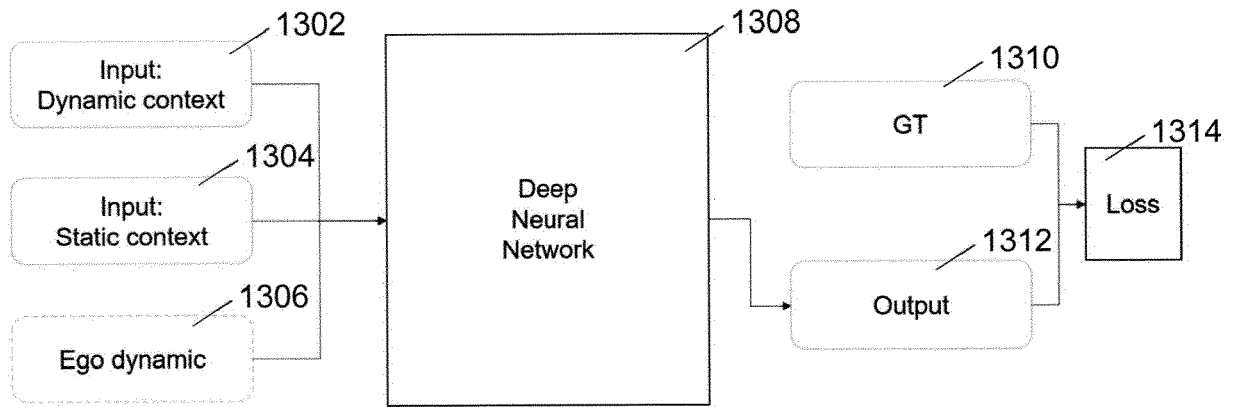 1302
Input:
Dynamic context
1304
Input:
Static context
1306
Ego dynamic
1308
Deep
Neural
Network
1310
GT
1312
Output
1314
Loss